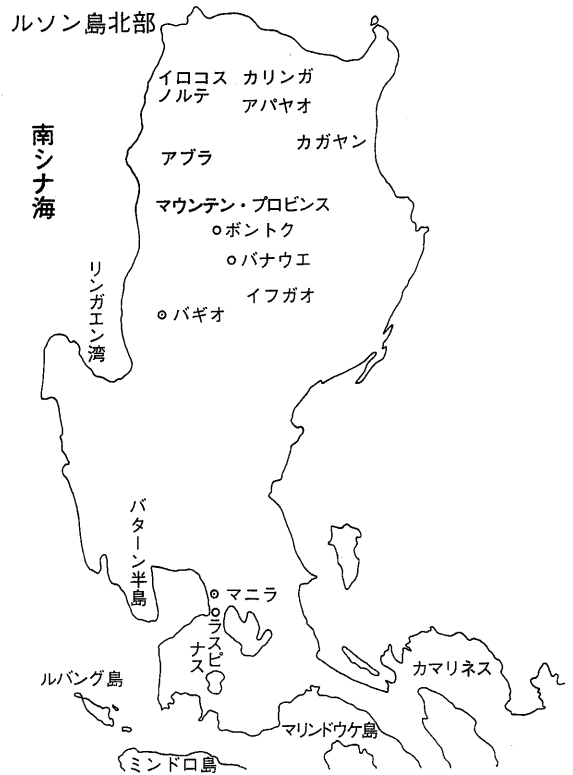 ルソン島北部
イロコス
ノルテ
カリンガ
アパヤオ
カガヤン
南シナ海
アブラ
マウンテン・プロビンス
ボントク
バナウエ
イフガオ
バギオ
リンガエン湾
バターン半島
マニラ
ラスピ
ナス
ルバング島
カマリネス
マリンドウケ島
ミンドロ島